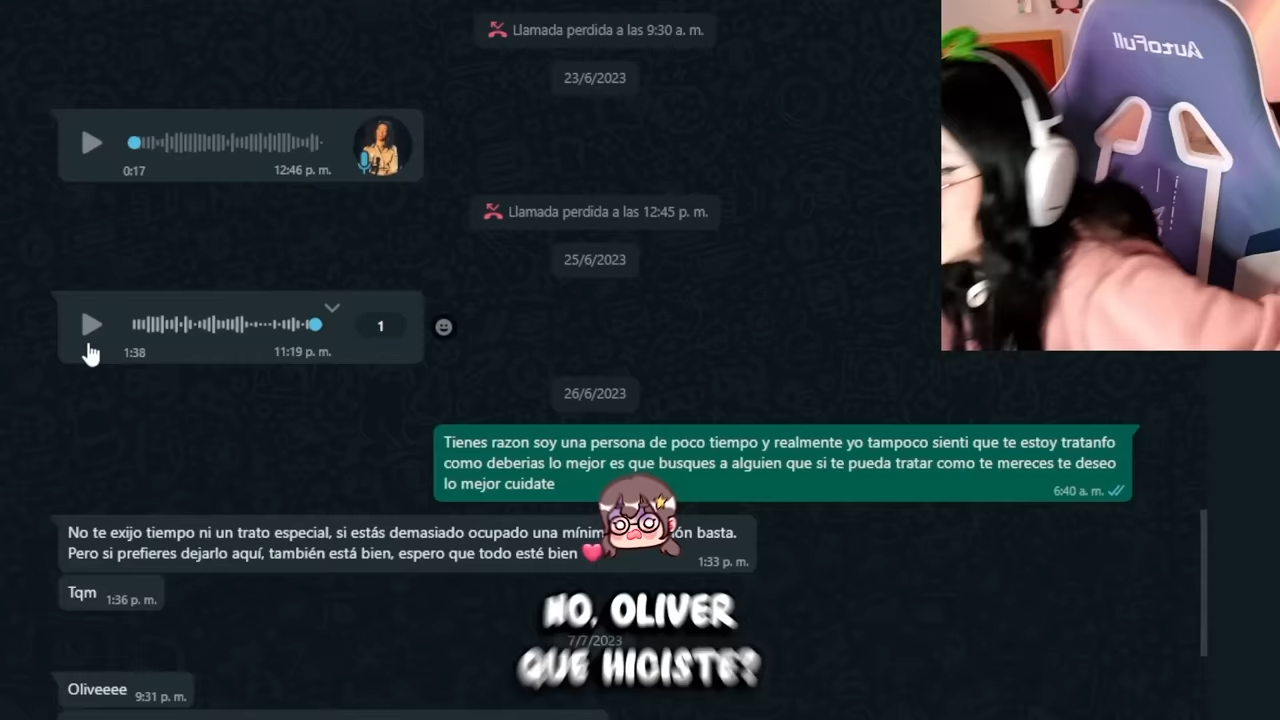 Llamada perdida a las 9:30 a. m.
AutoFull
23/6/2023
0:17
12:46 p. m.
Llamada perdida a las 12:45 p. m.
25/6/2023
1
1:38
11:19 p. m.
26/6/2023
Tienes razon soy una persona de poco tiempo y realmente yo tampoco sienti que te estoy tratanfo
como deberias lo mejor es que busques a alguien que si te pueda tratar como te mereces te deseo
lo mejor cuidate
6:40 a. m.
No te exijo tiempo ni un trato especial, si estás demasiado ocupado una mínim ón basta.
Pero si prefieres dejarlo aquí, también está bien, espero que todo esté bien
1:33 p. m.
Tqm
1:36 p. m.
NO, OLIVER
7/7/2023
QUE HICISTE?
Oliveeee
9:31 p. m.